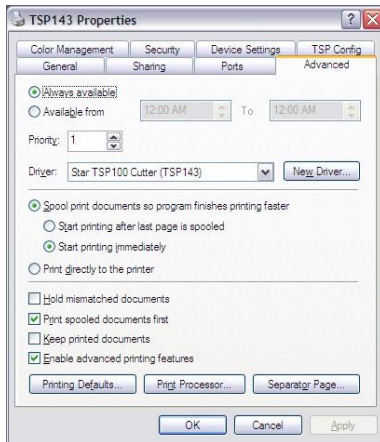 TSP143 Properties
Color Management Security Device Settings TSP Config
General Sharing Ports Advanced
Always available
Available from 12:00 AM To 12:00 AM
Priority: 1
Driver: Star TSP100 Cutter (TSP143) New Driver...
Spool print documents so program finishes printing faster
Start printing after last page is spooled
Start printing immediately
Print directly to the printer
Hold mismatched documents
Print spooled documents first
Keep printed documents
Enable advanced printing features
Printing Defaults... Print Processor... Separator Page...
OK Cancel Apply